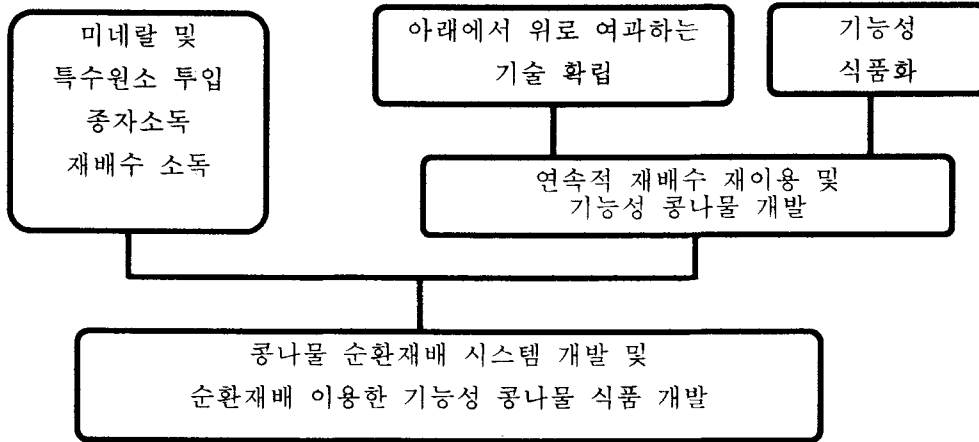 미네랄 및
특수원소 투입
종자소독
재배수 소독
아래에서 위로 여과하는
기술 확립
기능성
식품화
연속적 재배수 재이용 및
기능성 콩나물 개발
콩나물 순환재배 시스템 개발 및
순환재배 이용한 기능성 콩나물 식품 개발